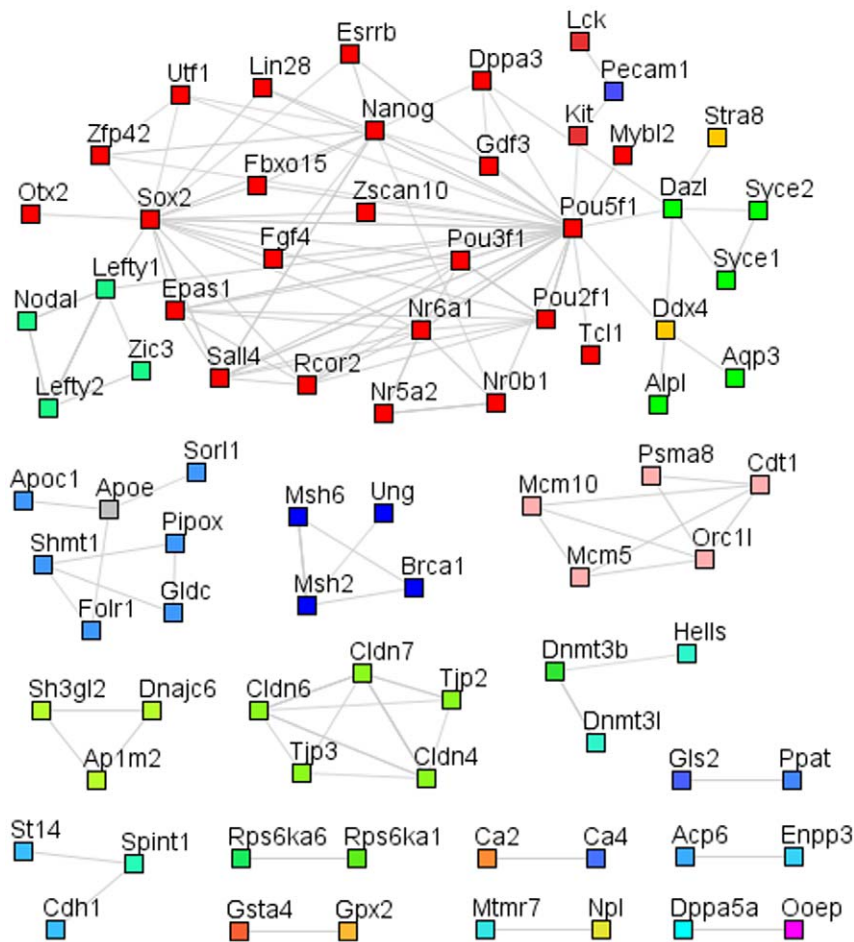 Lck
Esrrb
Utf1
Lin28
Dppa3
Pecam1
Nanog
Kit
Stra8
Zfp42
Gdf3
Mybl2
Fbxo15
Otx2
Sox2
Zscan10
Pou5f1
Dazl
Syce2
Fgf4
Pou3f1
Lefty1
Syce1
Nodal
Epas1
Nr6a1
Pou2f1
Ddx4
Zic3
Tcl1
Lefty2
Sall4
Rcor2
Nr5a2
Nr0b1
Aqp3
Alpl
Sorl1
Apoc1
Apoe
Pipox
Shmt1
Gldc
Folr1
Msh6
Ung
Msh2
Brca1
Psma8
Cdt1
Mcm10
Mcm5
Orc1l
Sh3gl2
Dnajc6
Ap1m2
Cldn7
Cldn6
Tjp2
Tjp3
Cldn4
Dnmt3b
Hells
Dnmt3l
Gls2
Ppat
St14
Spint1
Cdh1
Rps6ka6
Rps6ka1
Ca2
Ca4
Acp6
Enpp3
Gsta4
Gpx2
Mtmr7
Npl
Dppa5a
Ooep